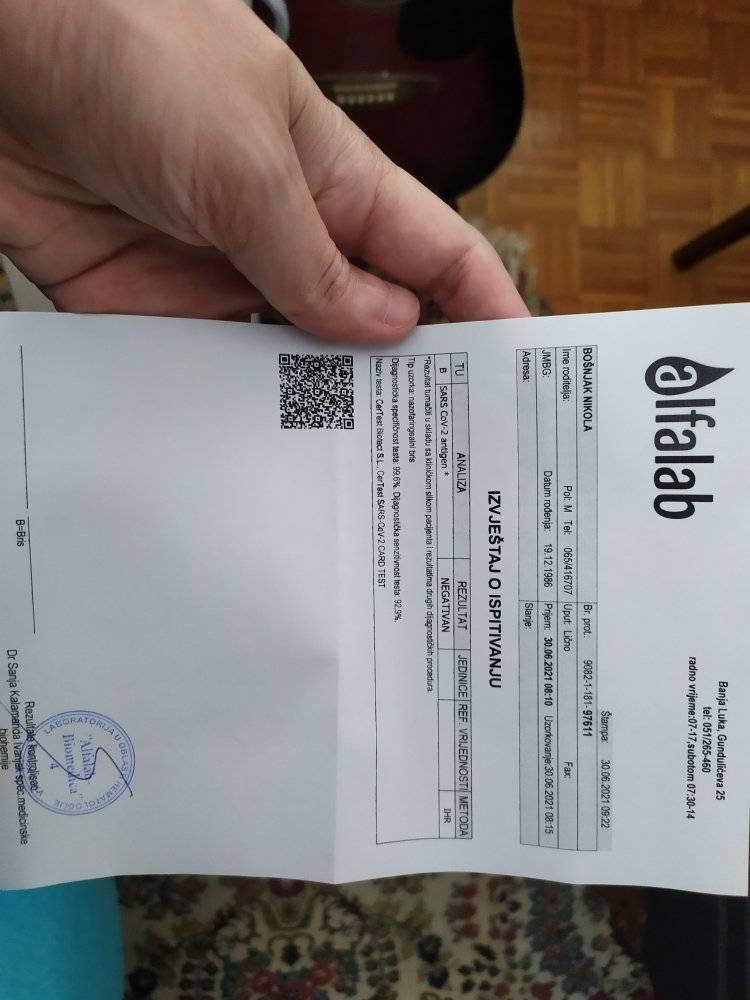 alfalab
Banja Luka, Gundulićeva 25
tel: 051/265-460
radno vrijeme:07-17,subotom 07:30-14
Štampa: 30.06.2021 09:22
BOŠNJAK NIKOLA Br. prot.: 9082-1-181-97611
Ime roditelja: Pol: M Tel: 065/416707 Uput: Lično Fax:
JMBG: Datum rođenja: 19.12.1986 Prijem: 30.06.2021 08:10 Uzorkovanje: 30.06.2021 08:15
Adresa: Slanje:
IZVJEŠTAJ O ISPITIVANJU
TU ANALIZA REZULTAT JEDINICE REF. VRIJEDNOSTI METODA
B SARS CoV-2 antigen * NEGATIVAN IHR
*Rezultat tumačiti u skladu sa kliničkom slikom pacijenta i rezultatima drugih dijagnostičkih procedura.
Tip uzorka: nazofaringealni bris
Dijagnostička specifičnost testa: 99,6%. Dijagnostička senzitivnost testa: 92,9%.
Naziv testa: CerTest Biotect S.L. CerTest SARS-CoV-2 CARD TEST
B=Bris
LABORATORIJA U OBLASTI HEMATOLOGIJE
"Alfalab
Biomedica"
4
Rezultate kontrolisao
Dr Sanja Kalamanda Ivanjak spec.medicinske
biohemije